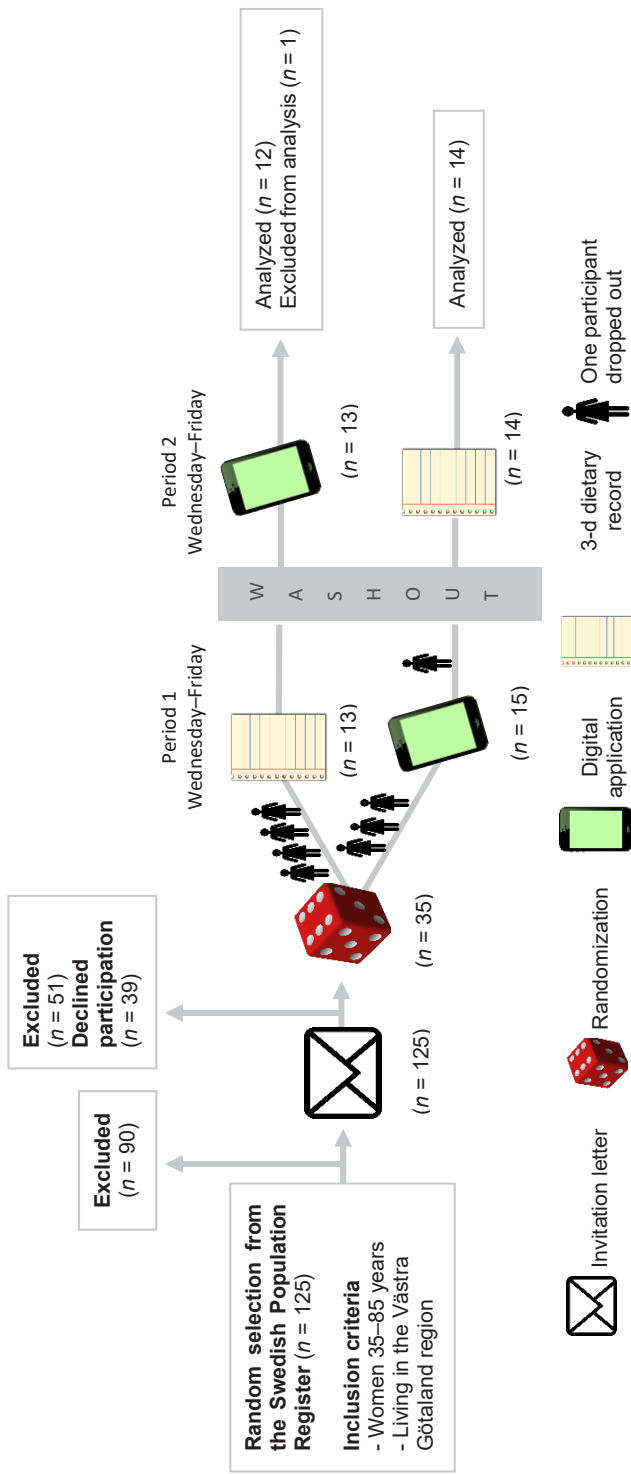 Random selection from
the Swedish Population
Register (n = 125)
Inclusion criteria
- Women 35–85 years
- Living in the Västra
Götaland region
Excluded
(n = 90)
(n = 125)
Excluded
(n = 51)
Declined
participation
(n = 39)
(n = 35)
Period 1
Wednesday–Friday
(n = 13)
(n = 15)
WASHOUT
Period 2
Wednesday–Friday
(n = 13)
(n = 14)
Analyzed (n = 12)
Excluded from analysis (n = 1)
Analyzed (n = 14)
Invitation letter
Randomization
Digital
application
3-d dietary
record
One participant
dropped out